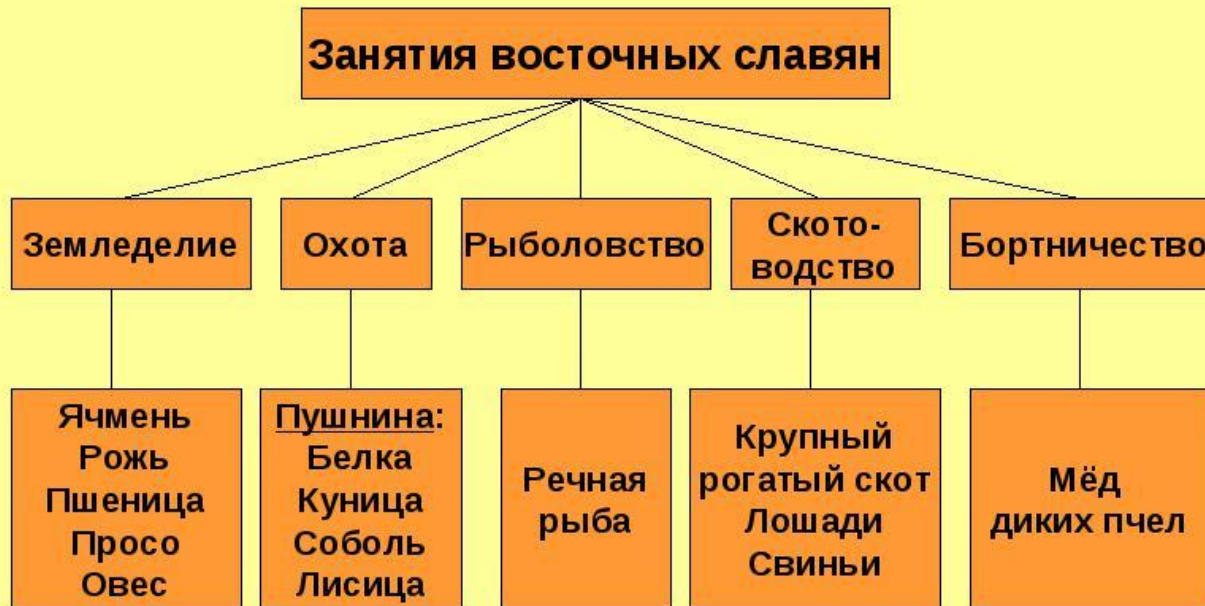 Занятия восточных славян
Земледелие
Охота
Рыболовство
Ското-
водство
Бортничество
Ячмень
Рожь
Пшеница
Просо
Овес
Пушнина:
Белка
Куница
Соболь
Лисица
Речная
рыба
Крупный
рогатый скот
Лошади
Свиньи
Мёд
диких пчел